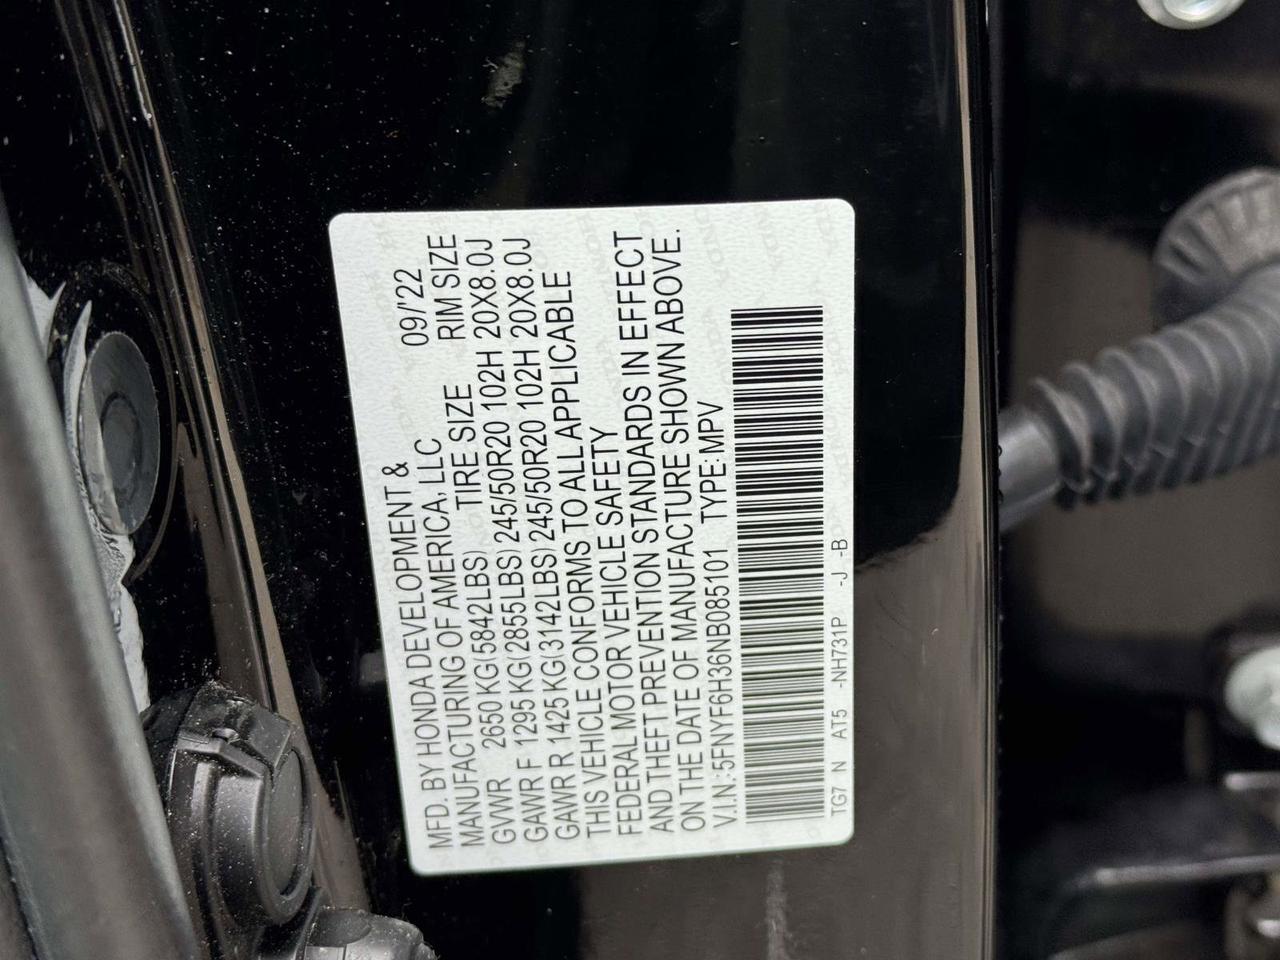 MFD. BY HONDA DEVELOPMENT & 09/'22
MANUFACTURING OF AMERICA, LLC
TIRE SIZE RIM SIZE
GVWR 2650 KG(5842LBS)
GAWR F 1295 KG(2855LBS) 245/50R20 102H 20X8.0J
GAWR R 1425 KG(3142LBS) 245/50R20 102H 20X8.0J
THIS VEHICLE CONFORMS TO ALL APPLICABLE
FEDERAL MOTOR VEHICLE SAFETY
AND THEFT PREVENTION STANDARDS IN EFFECT
ON THE DATE OF MANUFACTURE SHOWN ABOVE.
V.I.N.:5FNYF6H36NB085101 TYPE:MPV
TG7 N AT5 -NH731P -J -B